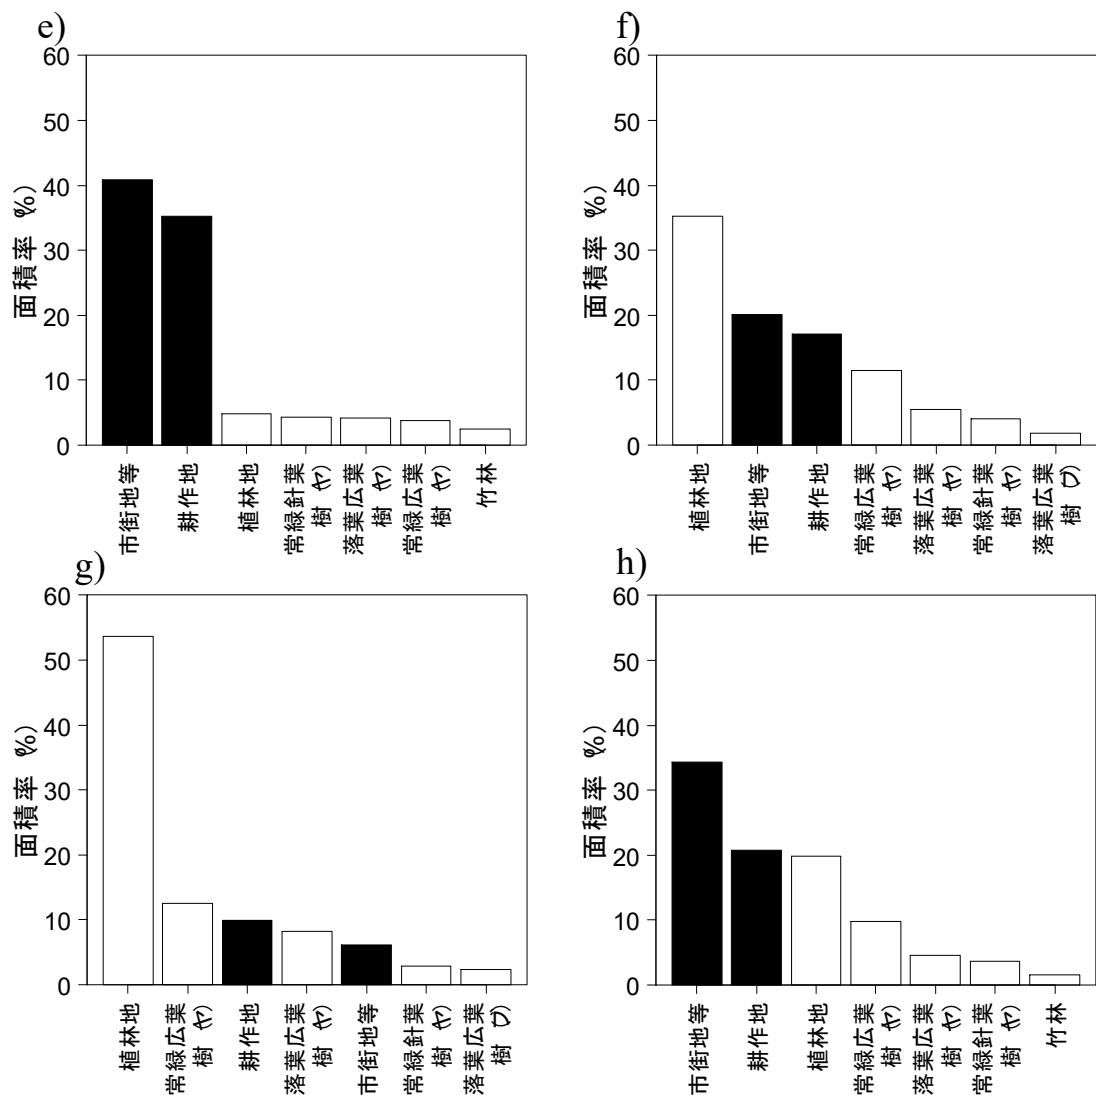 e)
60
50
40
30
20
10
0
面積率 (%)
市街地等
耕作地
植林地
常緑針葉
樹 (ヤ)
落葉広葉
樹 (ヤ)
常緑広葉
樹 (ヤ)
竹林
f)
60
50
40
30
20
10
0
面積率 (%)
植林地
市街地等
耕作地
常緑広葉
樹 (ヤ)
落葉広葉
樹 (ヤ)
常緑針葉
樹 (ヤ)
落葉広葉
樹 (ブ)
g)
60
50
40
30
20
10
0
面積率 (%)
植林地
常緑広葉
樹 (ヤ)
耕作地
落葉広葉
樹 (ヤ)
市街地等
常緑針葉
樹 (ヤ)
落葉広葉
樹 (ブ)
h)
60
50
40
30
20
10
0
面積率 (%)
市街地等
耕作地
植林地
常緑広葉
樹 (ヤ)
落葉広葉
樹 (ヤ)
常緑針葉
樹 (ヤ)
竹林